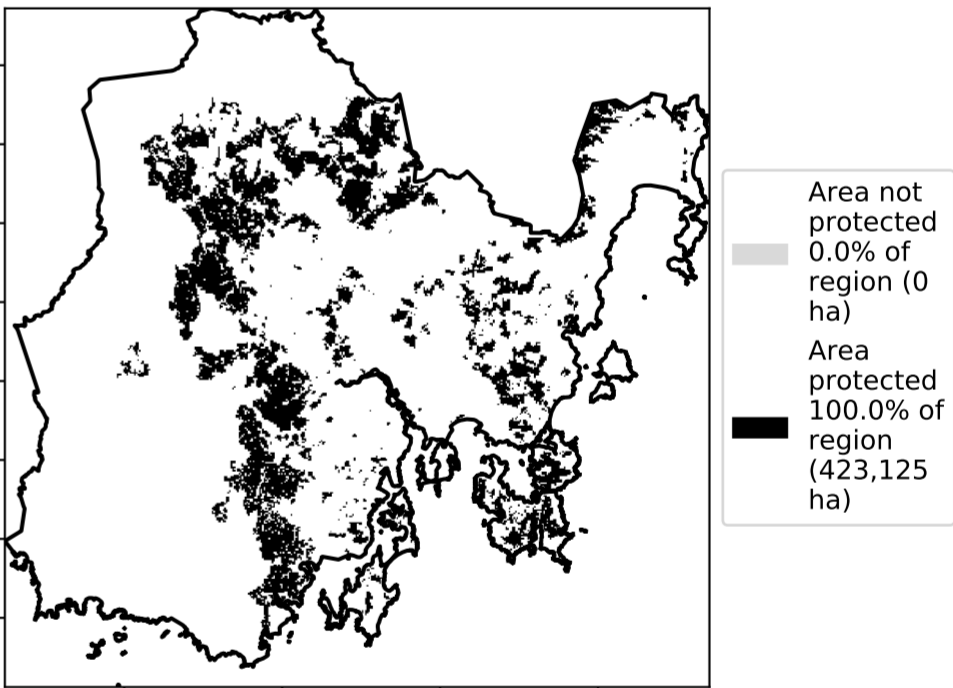 Area not
protected
0.0% of
region (0
ha)
Area
protected
100.0% of
region
(423,125
ha)